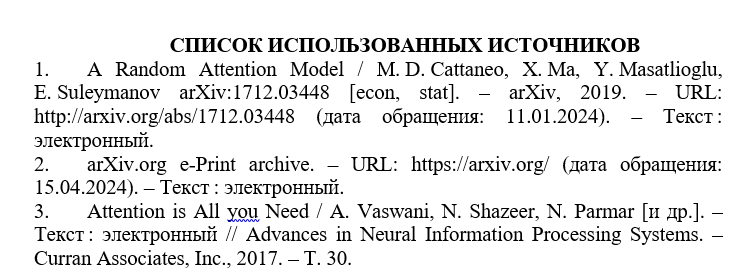 СПИСОК ИСПОЛЬЗОВАННЫХ ИСТОЧНИКОВ
1. A Random Attention Model / M. D. Cattaneo, X. Ma, Y. Masatlioglu,
E. Suleymanov arXiv:1712.03448 [econ, stat]. – arXiv, 2019. – URL:
http://arxiv.org/abs/1712.03448 (дата обращения: 11.01.2024). – Текст :
электронный.
2. arXiv.org e-Print archive. – URL: https://arxiv.org/ (дата обращения:
15.04.2024). – Текст : электронный.
3. Attention is All you Need / A. Vaswani, N. Shazeer, N. Parmar [и др.]. –
Текст : электронный // Advances in Neural Information Processing Systems. –
Curran Associates, Inc., 2017. – Т. 30.